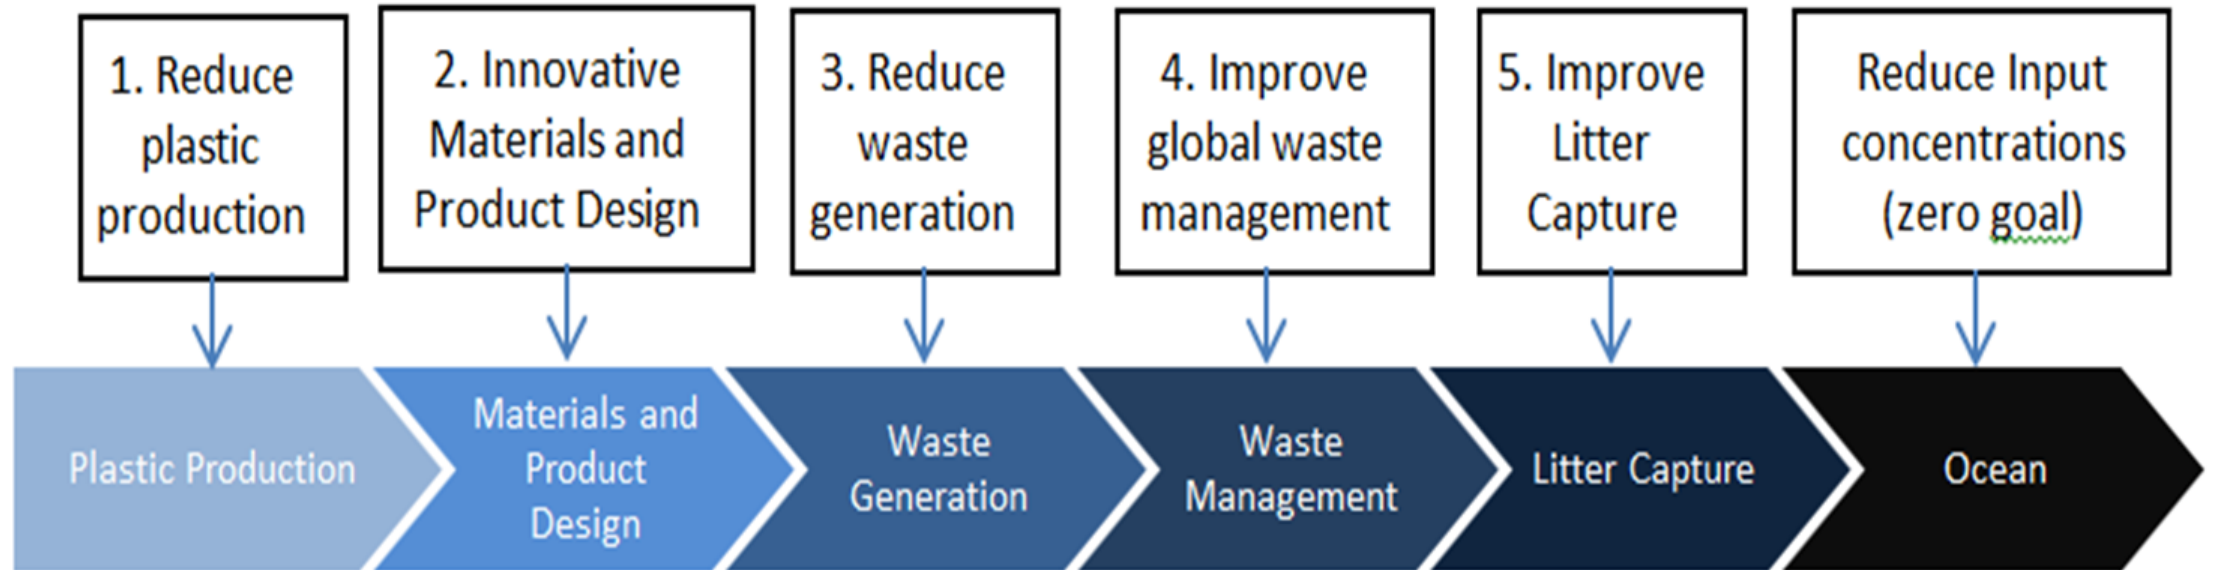 1. Reduce
plastic
production
2. Innovative
Materials and
Product Design
3. Reduce
waste
generation
4. Improve
global waste
management
5. Improve
Litter
Capture
Reduce Input
concentrations
(zero goal)
Plastic Production
Materials and
Product
Design
Waste
Generation
Waste
Management
Litter Capture
Ocean